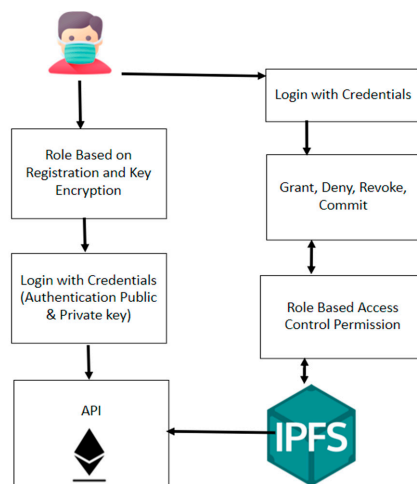 Login with Credentials
Role Based on
Registration and Key
Encryption
Grant, Deny, Revoke,
Commit
Login with Credentials
(Authentication Public
& Private key)
Role Based Access
Control Permission
API
IPFS